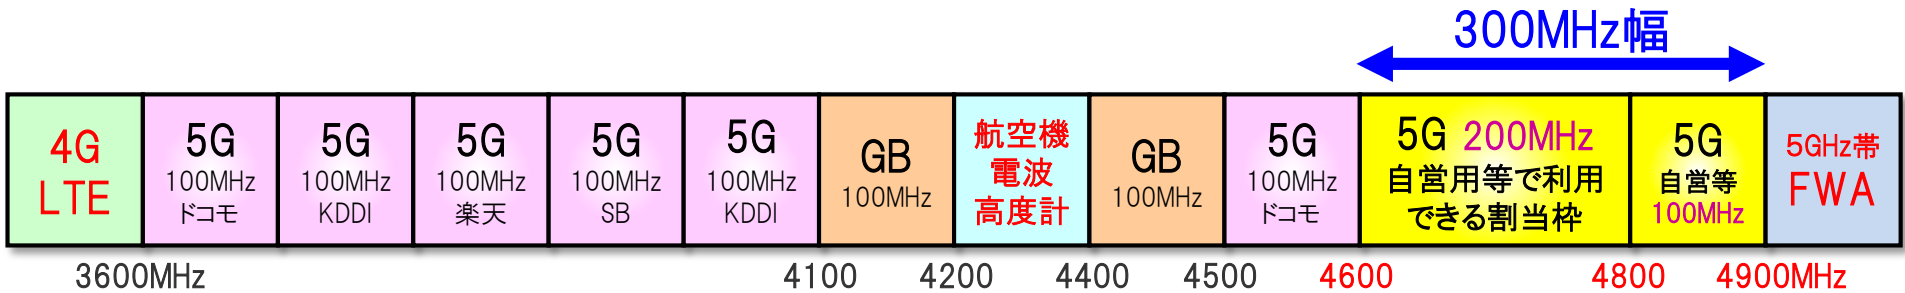 300MHz幅
4G
LTE
5G
100MHz
ドコモ
5G
100MHz
KDDI
5G
100MHz
楽天
5G
100MHz
SB
5G
100MHz
KDDI
GB
100MHz
航空機
電波
高度計
GB
100MHz
5G
100MHz
ドコモ
5G 200MHz
自営用等で利用
できる割当枠
5G
自営等
100MHz
5GHz帯
FWA
3600MHz 4100 4200 4400 4500 4600 4800 4900MHz